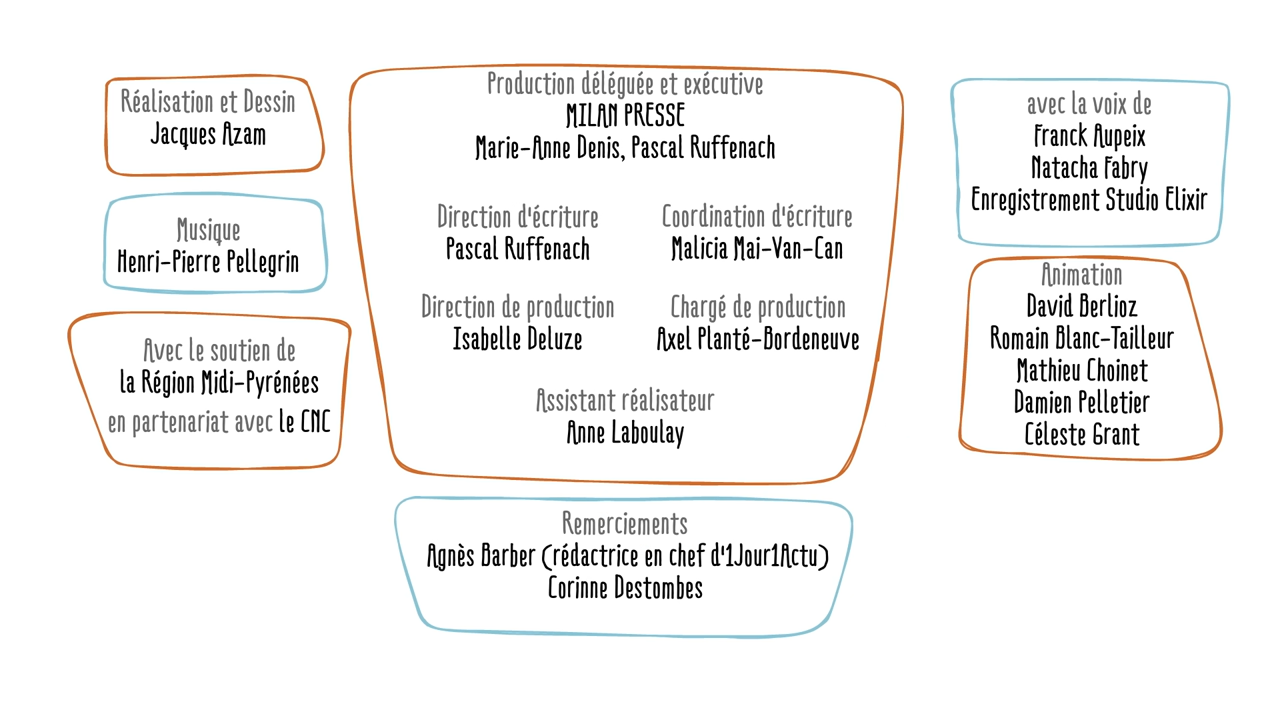 Réalisation et Dessin
Jacques Azam
Musique
Henri-Pierre Pellegrin
Avec le soutien de
la Région Midi-Pyrénées
en partenariat avec le CNC
Production déléguée et exécutive
MILAN PRESSE
Marie-Anne Denis, Pascal Ruffenach
Direction d'écriture
Pascal Ruffenach
Coordination d'écriture
Malicia Mai-Van-Can
Direction de production
Isabelle Deluze
Chargé de production
Axel Planté-Bordeneuve
Assistant réalisateur
Anne Laboulay
Remerciements
Agnès Barber (rédactrice en chef d'1Jour1Actu)
Corinne Destombes
avec la voix de
Franck Aupeix
Natacha Fabry
Enregistrement Studio Elixir
Animation
David Berlioz
Romain Blanc-Tailleur
Mathieu Choinet
Damien Pelletier
Céleste Grant